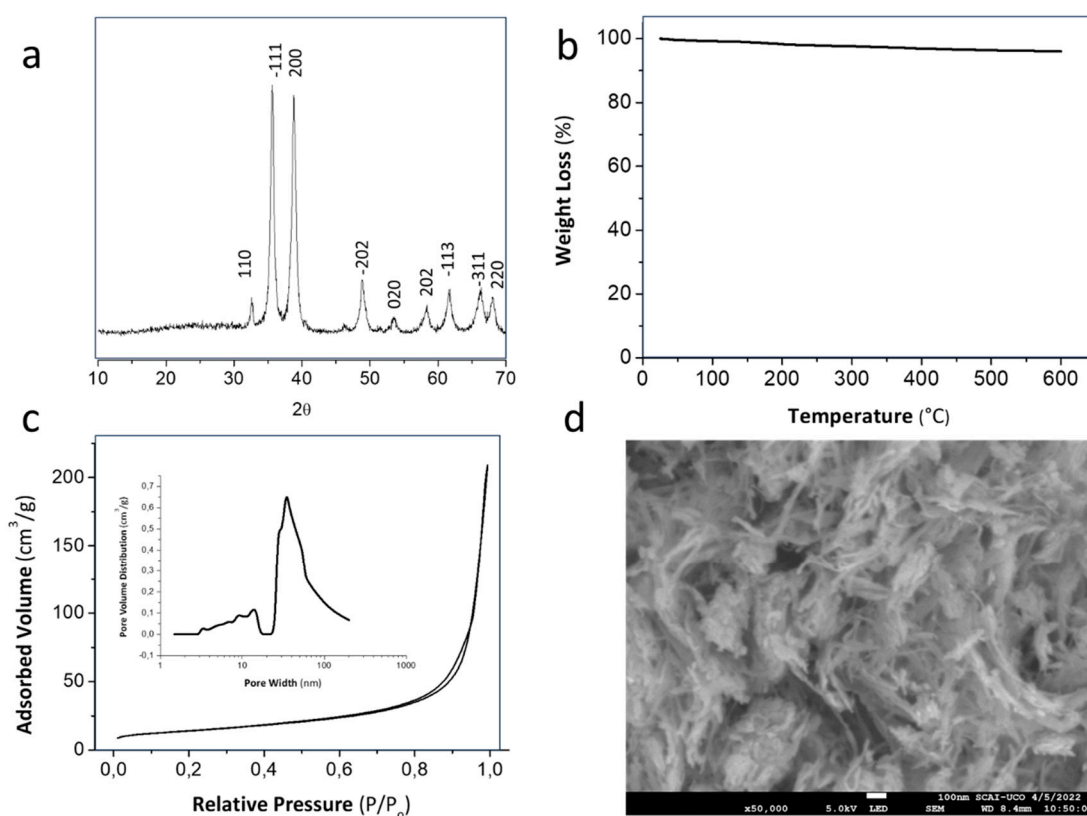 a
-111
200
110
-202
020
202
-113
-311
220
10 20 30 40 50 60 70
2θ
b
100
80
60
40
20
0
0 100 200 300 400 500 600
Weight Loss (%)
Temperature (°C)
c
200
150
100
50
0
0,0 0,2 0,4 0,6 0,8 1,0
Adsorbed Volume (cm³/g)
Relative Pressure (P/P₀)
0,7
0,6
0,5
0,4
0,3
0,2
0,1
0,0
-0,1
1 10 100 1000
Pore Volume Distribution (cm³/g)
Pore Width (nm)
d
100nm SCAI-UCO 4/5/2022
x50,000 5.0kV LED SEM WD 8.4mm 10:50:0